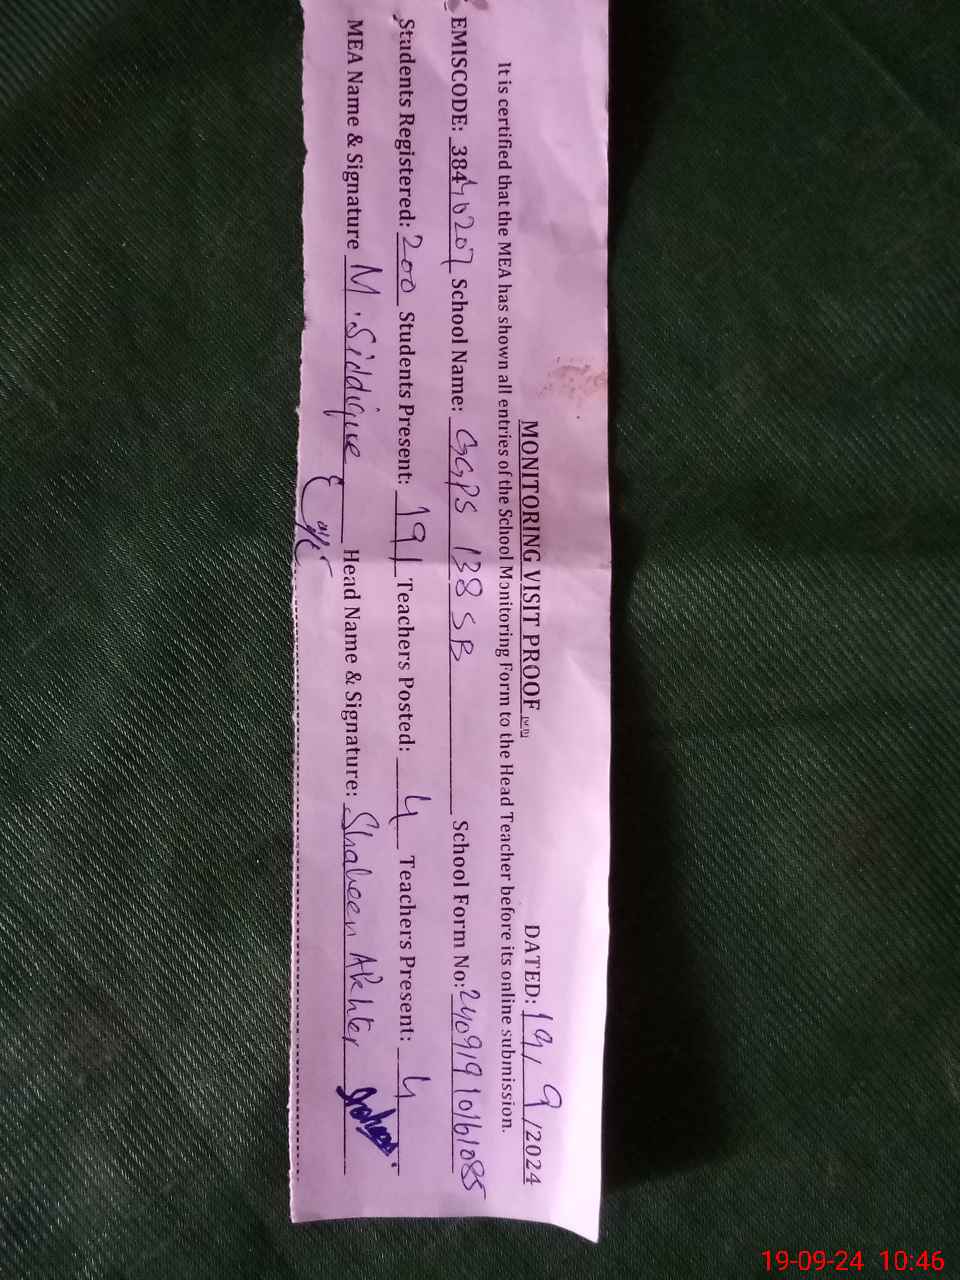 MONITORING VISIT PROOF DATED: 19/9/2024
It is certified that the MEA has shown all entries of the School Monitoring Form to the Head Teacher before its online submission.
EMISCODE: 38440207 School Name: GGPS 138 SB School Form No: 24091910161085
Students Registered: 200 Students Present: 191 Teachers Posted: 4 Teachers Present: 4
MEA Name & Signature M. Siddique Head Name & Signature: Shaheen Akhter
19-09-24 10:46